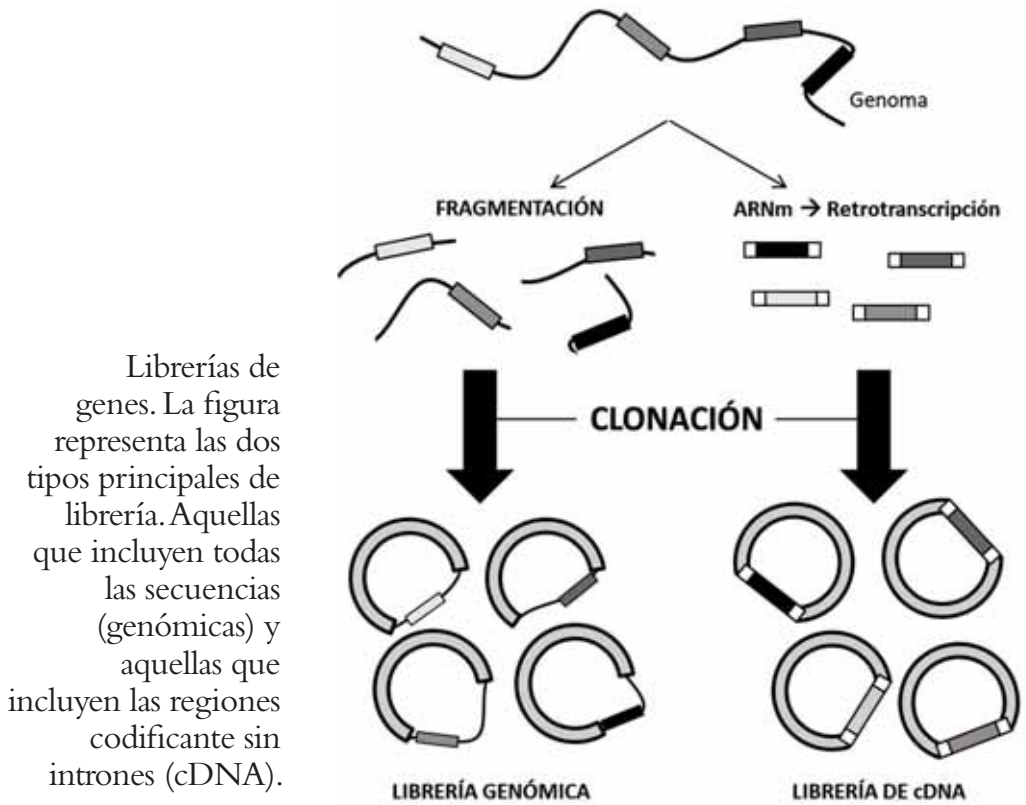 Genoma
FRAGMENTACIÓN
ARNm → Retrotranscripción
CLONACIÓN
LIBRERÍA GENÓMICA
LIBRERÍA DE cDNA
Librerías de
genes. La figura
representa las dos
tipos principales de
librería. Aquellas
que incluyen todas
las secuencias
(genómicas) y
aquellas que
incluyen las regiones
codificante sin
intrones (cDNA).